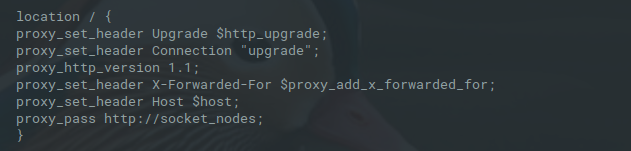 location / {
proxy_set_header Upgrade $http_upgrade;
proxy_set_header Connection "upgrade";
proxy_http_version 1.1;
proxy_set_header X-Forwarded-For $proxy_add_x_forwarded_for;
proxy_set_header Host $host;
proxy_pass http://socket_nodes;
}